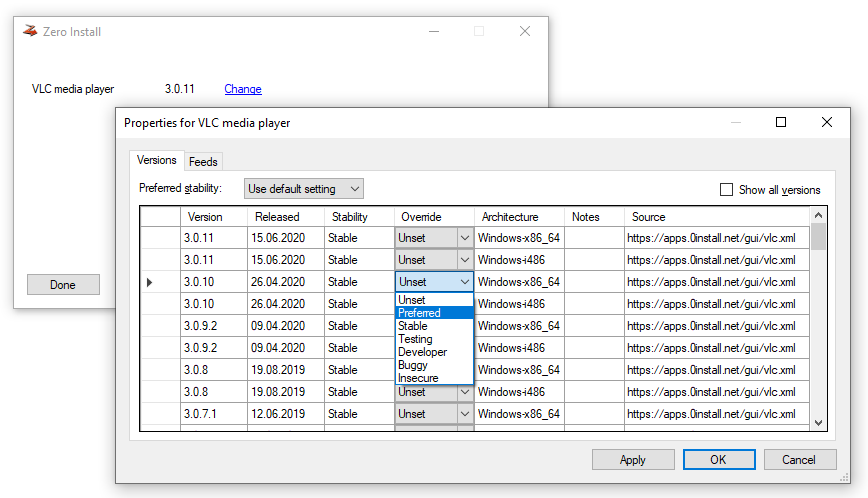 Zero Install
VLC media player 3.0.11 Change
Properties for VLC media player
Versions Feeds
Preferred stability: Use default setting Show all versions
Version Released Stability Override Architecture Notes Source
3.0.11 15.06.2020 Stable Unset Windows-x86_64 https://apps.0install.net/gui/vlc.xml
3.0.11 15.06.2020 Stable Unset Windows-i486 https://apps.0install.net/gui/vlc.xml
3.0.10 26.04.2020 Stable Unset Windows-x86_64 https://apps.0install.net/gui/vlc.xml
3.0.10 26.04.2020 Stable Unset Windows-i486 https://apps.0install.net/gui/vlc.xml
Preferred
3.0.9.2 09.04.2020 Stable Stable Windows-x86_64 https://apps.0install.net/gui/vlc.xml
Testing
3.0.9.2 09.04.2020 Stable Developer Windows-i486 https://apps.0install.net/gui/vlc.xml
3.0.8 19.08.2019 Stable Buggy Windows-x86_64 https://apps.0install.net/gui/vlc.xml
Insecure
3.0.8 19.08.2019 Stable Unset Windows-i486 https://apps.0install.net/gui/vlc.xml
3.0.7.1 12.06.2019 Stable Unset Windows-x86_64 https://apps.0install.net/gui/vlc.xml
Done
Apply OK Cancel